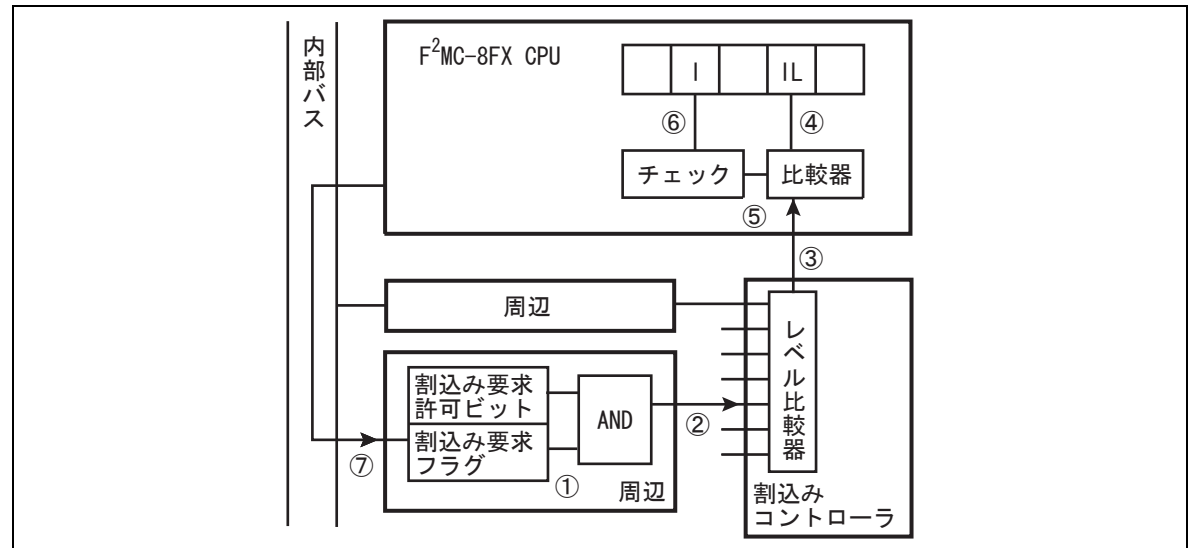 内部バス
F²MC-8FX CPU
I
IL
⑥
④
チェック
比較器
⑤
③
周辺
レベル比較器
割込み要求
許可ビット
AND
割込み要求
フラグ
②
⑦
①
周辺
割込み
コントローラ